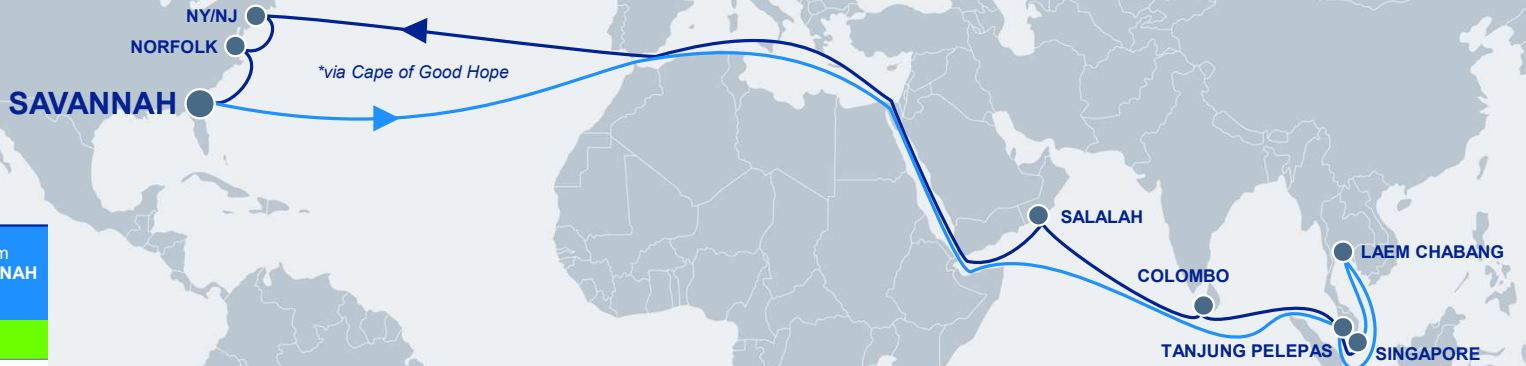 NY/NJ
NORFOLK
*via Cape of Good Hope
SAVANNAH
SALALAH
NAH
LAEM CHABANG
COLOMBO
TANJUNG PELEPAS
SINGAPORE